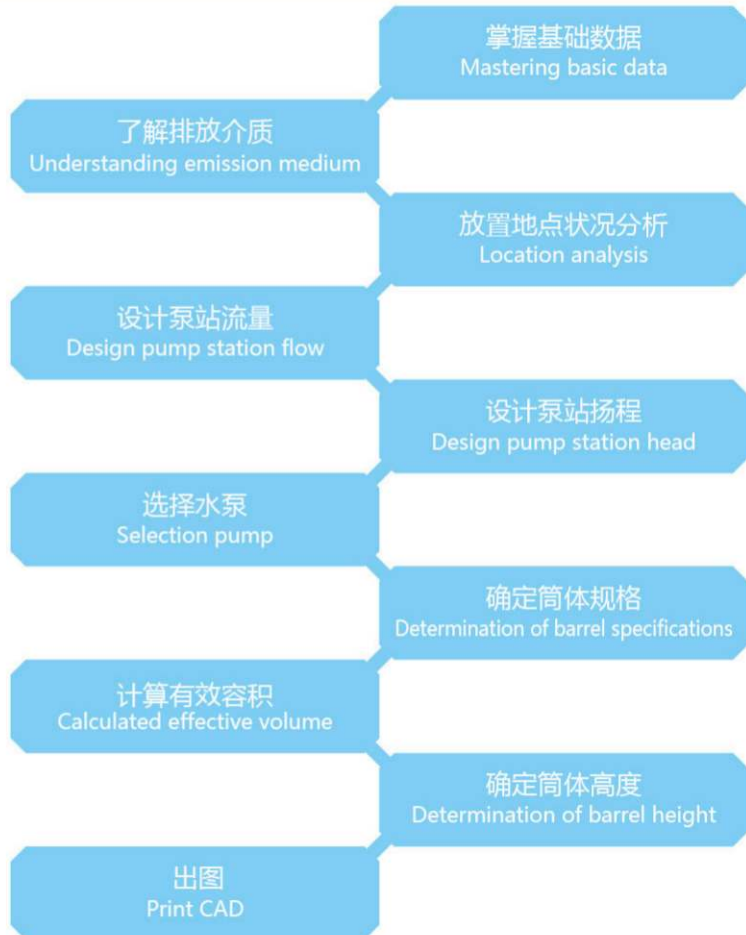 掌握基础数据
Mastering basic data
了解排放介质
Understanding emission medium
放置地点状况分析
Location analysis
设计泵站流量
Design pump station flow
设计泵站扬程
Design pump station head
选择水泵
Selection pump
确定筒体规格
Determination of barrel specifications
计算有效容积
Calculated effective volume
确定筒体高度
Determination of barrel height
出图
Print CAD